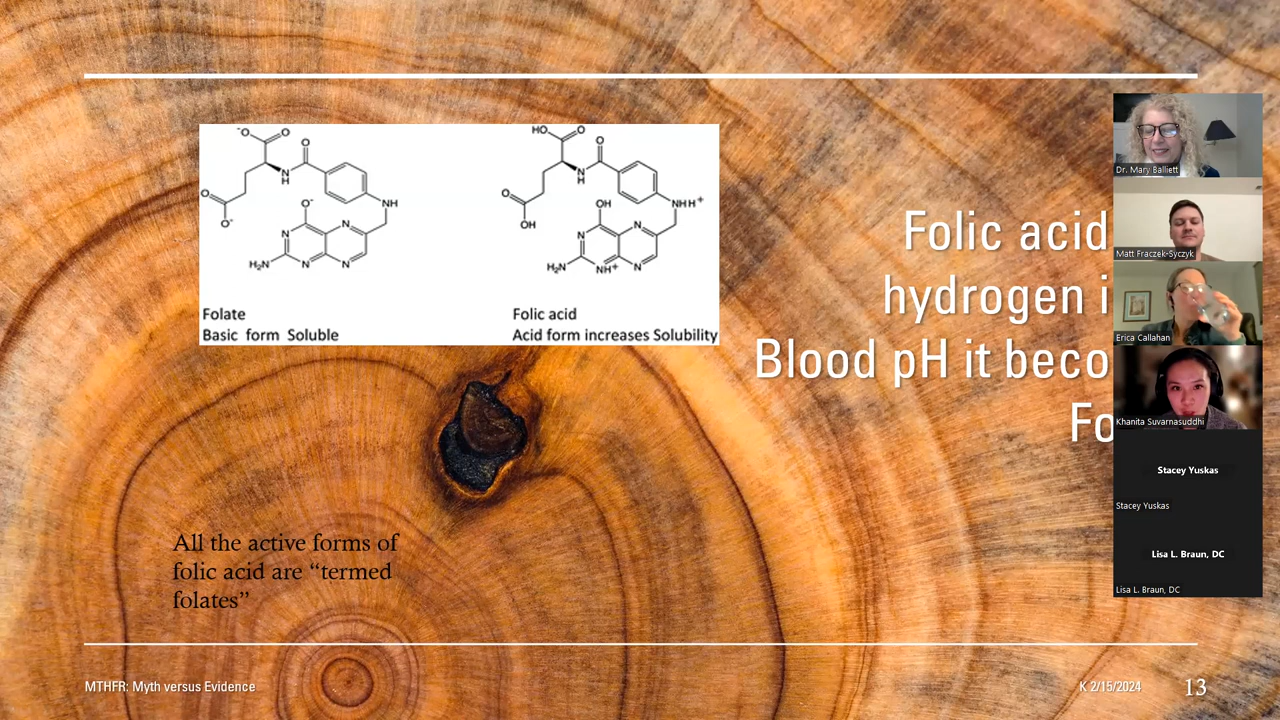 -O
O
O
N
H
O
O-
O-
NH
N
N
H₂N
N
N
Folate
Basic form Soluble
HO
O
O
N
H
O
OH
OH
NHH+
N
N
H₂N
NH+
N
Folic acid
Acid form increases Solubility
Folic acid
hydrogen i
Blood pH it beco
Fo
All the active forms of
folic acid are “termed
folates”
Dr. Mary Balliett
Matt Fraczek-Syczyk
Erica Callahan
Khanita Suvarnasuddhi
Stacey Yuskas
Stacey Yuskas
Lisa L. Braun, DC
Lisa L. Braun, DC
MTHFR: Myth versus Evidence
K 2/15/2024
13